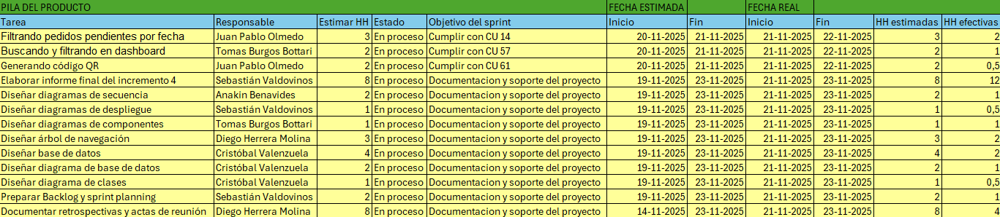 PILA DEL PRODUCTO FECHA ESTIMADA FECHA REAL
Tarea Responsable Estimar HH Estado Objetivo del sprint Inicio Fin Inicio Fin HH estimadas HH efectivas
Filtrando pedidos pendientes por fecha Juan Pablo Olmedo 3 En proceso Cumplir con CU 14 20-11-2025 21-11-2025 21-11-2025 22-11-2025 3 2
Buscando y filtrando en dashboard Tomas Burgos Bottari 2 En proceso Cumplir con CU 57 20-11-2025 21-11-2025 21-11-2025 22-11-2025 2 1
Generando código QR Juan Pablo Olmedo 2 En proceso Cumplir con CU 61 20-11-2025 21-11-2025 21-11-2025 22-11-2025 2 0,5
Elaborar informe final del incremento 4 Sebastián Valdovinos 8 En proceso Documentacion y soporte del proyecto 19-11-2025 23-11-2025 21-11-2025 23-11-2025 8 12
Diseñar diagramas de secuencia Anakin Benavides 2 En proceso Documentacion y soporte del proyecto 19-11-2025 23-11-2025 21-11-2025 23-11-2025 2 1
Diseñar diagramas de despliegue Sebastián Valdovinos 1 En proceso Documentacion y soporte del proyecto 19-11-2025 23-11-2025 21-11-2025 23-11-2025 1 0,5
Diseñar diagramas de componentes Tomas Burgos Bottari 1 En proceso Documentacion y soporte del proyecto 19-11-2025 23-11-2025 21-11-2025 23-11-2025 1 1
Diseñar árbol de navegación Diego Herrera Molina 3 En proceso Documentacion y soporte del proyecto 19-11-2025 23-11-2025 21-11-2025 23-11-2025 3 2
Diseñar base de datos Cristóbal Valenzuela 4 En proceso Documentacion y soporte del proyecto 19-11-2025 23-11-2025 21-11-2025 23-11-2025 4 2
Diseñar diagrama de base de datos Cristóbal Valenzuela 2 En proceso Documentacion y soporte del proyecto 19-11-2025 23-11-2025 21-11-2025 23-11-2025 2 1
Diseñar diagrama de clases Cristóbal Valenzuela 1 En proceso Documentacion y soporte del proyecto 19-11-2025 23-11-2025 21-11-2025 23-11-2025 1 0,5
Preparar Backlog y sprint planning Sebastián Valdovinos 2 En proceso Documentacion y soporte del proyecto 19-11-2025 23-11-2025 21-11-2025 23-11-2025 2 1
Documentar retrospectivas y actas de reunión Diego Herrera Molina 8 En proceso Documentacion y soporte del proyecto 14-11-2025 23-11-2025 21-11-2025 23-11-2025 8 4